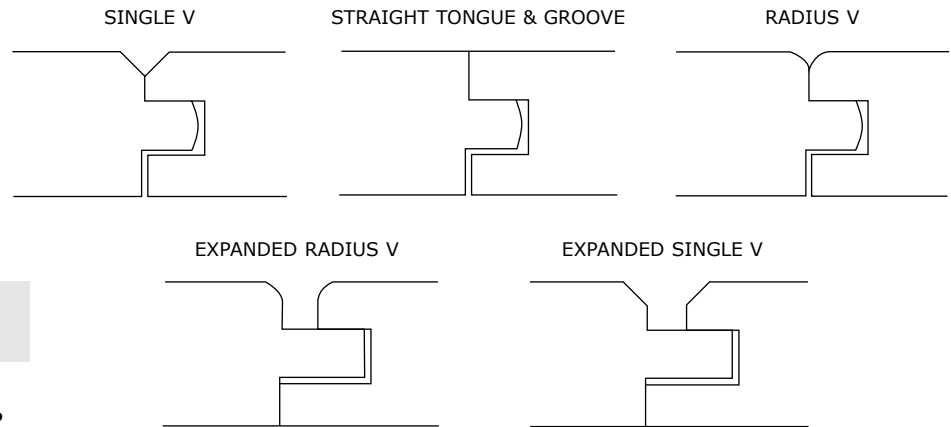 SINGLE V
STRAIGHT TONGUE & GROOVE
RADIUS V
EXPANDED RADIUS V
EXPANDED SINGLE V